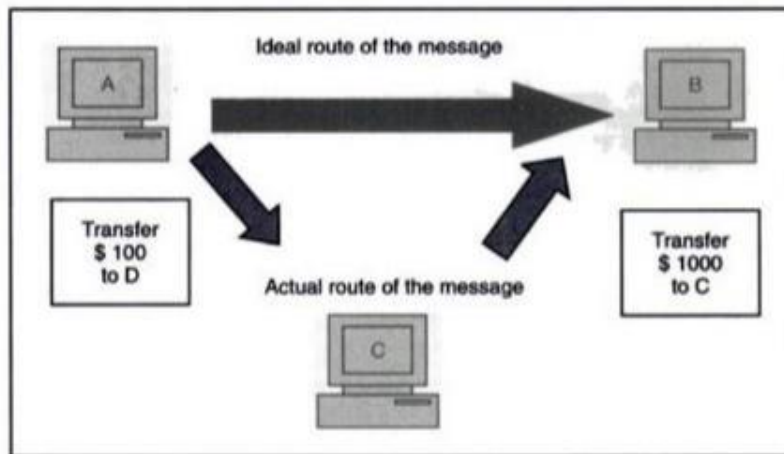 Ideal route of the message
A
B
Transfer
$ 100
to D
Transfer
$ 1000
to C
Actual route of the message
C